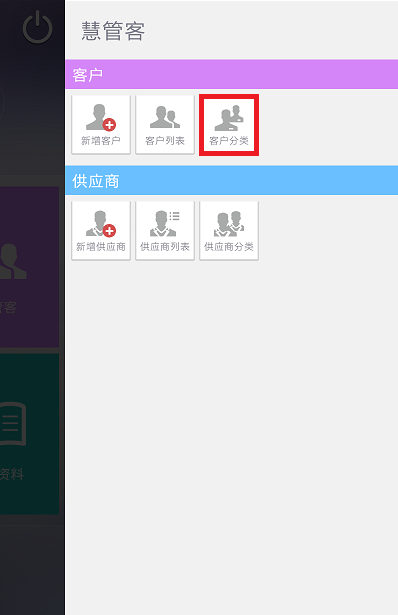 慧管客
客户
新增客户
客户列表
客户分类
供应商
新增供应商
供应商列表
供应商分类
管客
资料